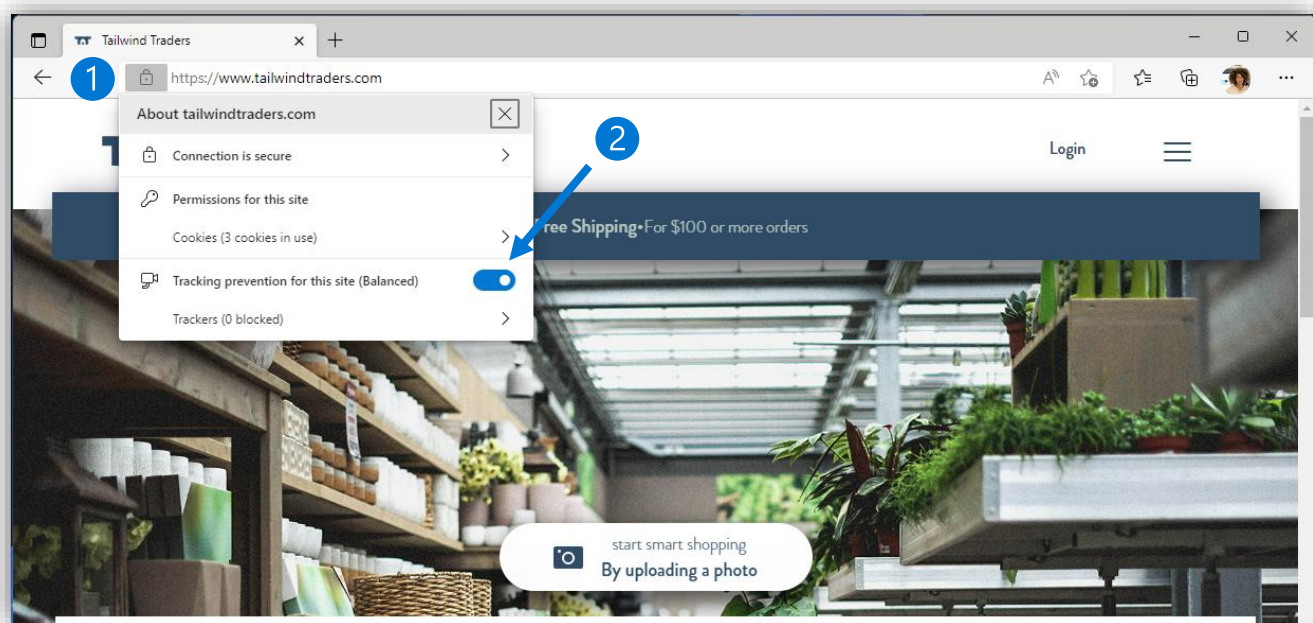 Tailwind Traders
1
https://www.tailwindtraders.com
About tailwindtraders.com
Connection is secure
Permissions for this site
Cookies (3 cookies in use)
Tracking prevention for this site (Balanced)
Trackers (0 blocked)
2
Login
Free Shipping•For $100 or more orders
start smart shopping
By uploading a photo